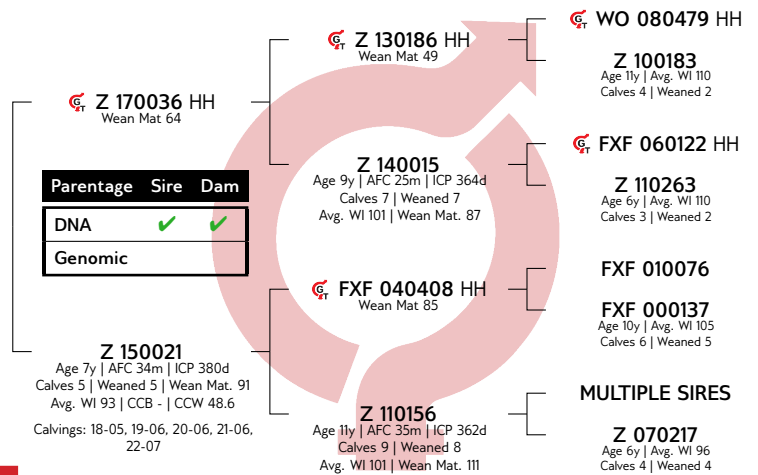 WO 080479 HH
Z 130186 HH
Wean Mat 49
Z 100183
Age 11y | Avg. WI 110
Calves 4 | Weaned 2
Z 170036 HH
Wean Mat 64
FXF 060122 HH
Z 140015
Age 9y | AFC 25m | ICP 364d
Calves 7 | Weaned 7
Avg. WI 101 | Wean Mat. 87
Z 110263
Age 6y | Avg. WI 110
Calves 3 | Weaned 2
Parentage Sire Dam
DNA ✔ ✔
Genomic
FXF 010076
FXF 040408 HH
Wean Mat 85
FXF 000137
Age 10y | Avg. WI 105
Calves 6 | Weaned 5
Z 150021
Age 7y | AFC 34m | ICP 380d
Calves 5 | Weaned 5 | Wean Mat. 91
Avg. WI 93 | CCB - | CCW 48.6
Calvings: 18-05, 19-06, 20-06, 21-06,
22-07
MULTIPLE SIRES
Z 110156
Age 11y | AFC 35m | ICP 362d
Calves 9 | Weaned 8
Avg. WI 101 | Wean Mat. 111
Z 070217
Age 6y | Avg. WI 96
Calves 4 | Weaned 4
GT
GT
GT
GT
GT